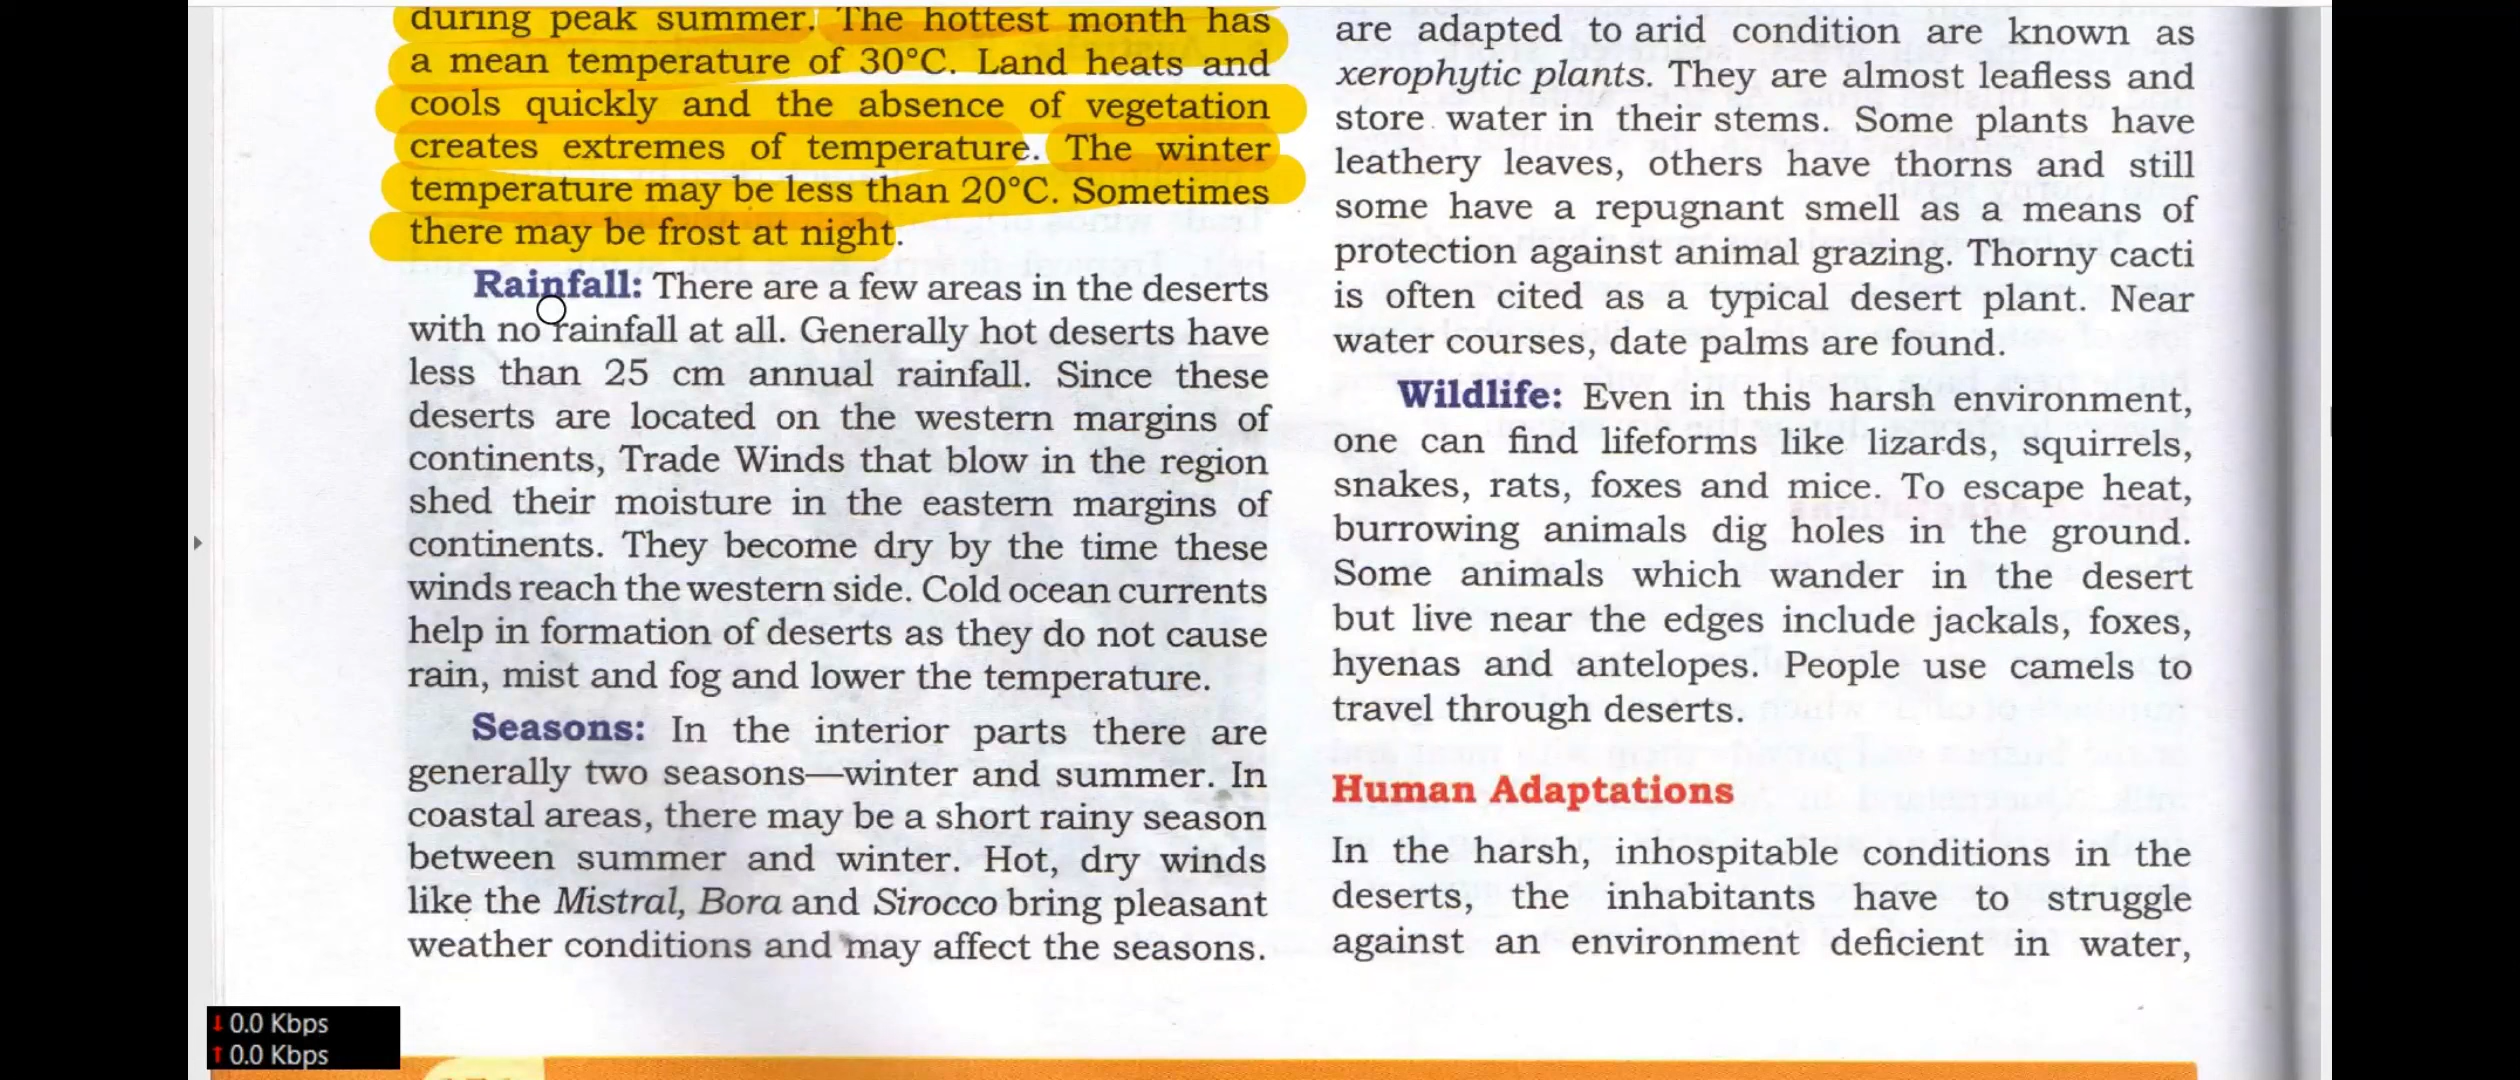 during peak summer. The hottest month has
a mean temperature of 30°C. Land heats and
cools quickly and the absence of vegetation
creates extremes of temperature. The winter
temperature may be less than 20°C. Sometimes
there may be frost at night.
Rainfall: There are a few areas in the deserts
with no rainfall at all. Generally hot deserts have
less than 25 cm annual rainfall. Since these
deserts are located on the western margins of
continents, Trade Winds that blow in the region
shed their moisture in the eastern margins of
continents. They become dry by the time these
winds reach the western side. Cold ocean currents
help in formation of deserts as they do not cause
rain, mist and fog and lower the temperature.
Seasons: In the interior parts there are
generally two seasons—winter and summer. In
coastal areas, there may be a short rainy season
between summer and winter. Hot, dry winds
like the Mistral, Bora and Sirocco bring pleasant
weather conditions and may affect the seasons.
are adapted to arid condition are known as
xerophytic plants. They are almost leafless and
store water in their stems. Some plants have
leathery leaves, others have thorns and still
some have a repugnant smell as a means of
protection against animal grazing. Thorny cacti
is often cited as a typical desert plant. Near
water courses, date palms are found.
Wildlife: Even in this harsh environment,
one can find lifeforms like lizards, squirrels,
snakes, rats, foxes and mice. To escape heat,
burrowing animals dig holes in the ground.
Some animals which wander in the desert
but live near the edges include jackals, foxes,
hyenas and antelopes. People use camels to
travel through deserts.
Human Adaptations
In the harsh, inhospitable conditions in the
deserts, the inhabitants have to struggle
against an environment deficient in water,
↓ 0.0 Kbps
↑ 0.0 Kbps